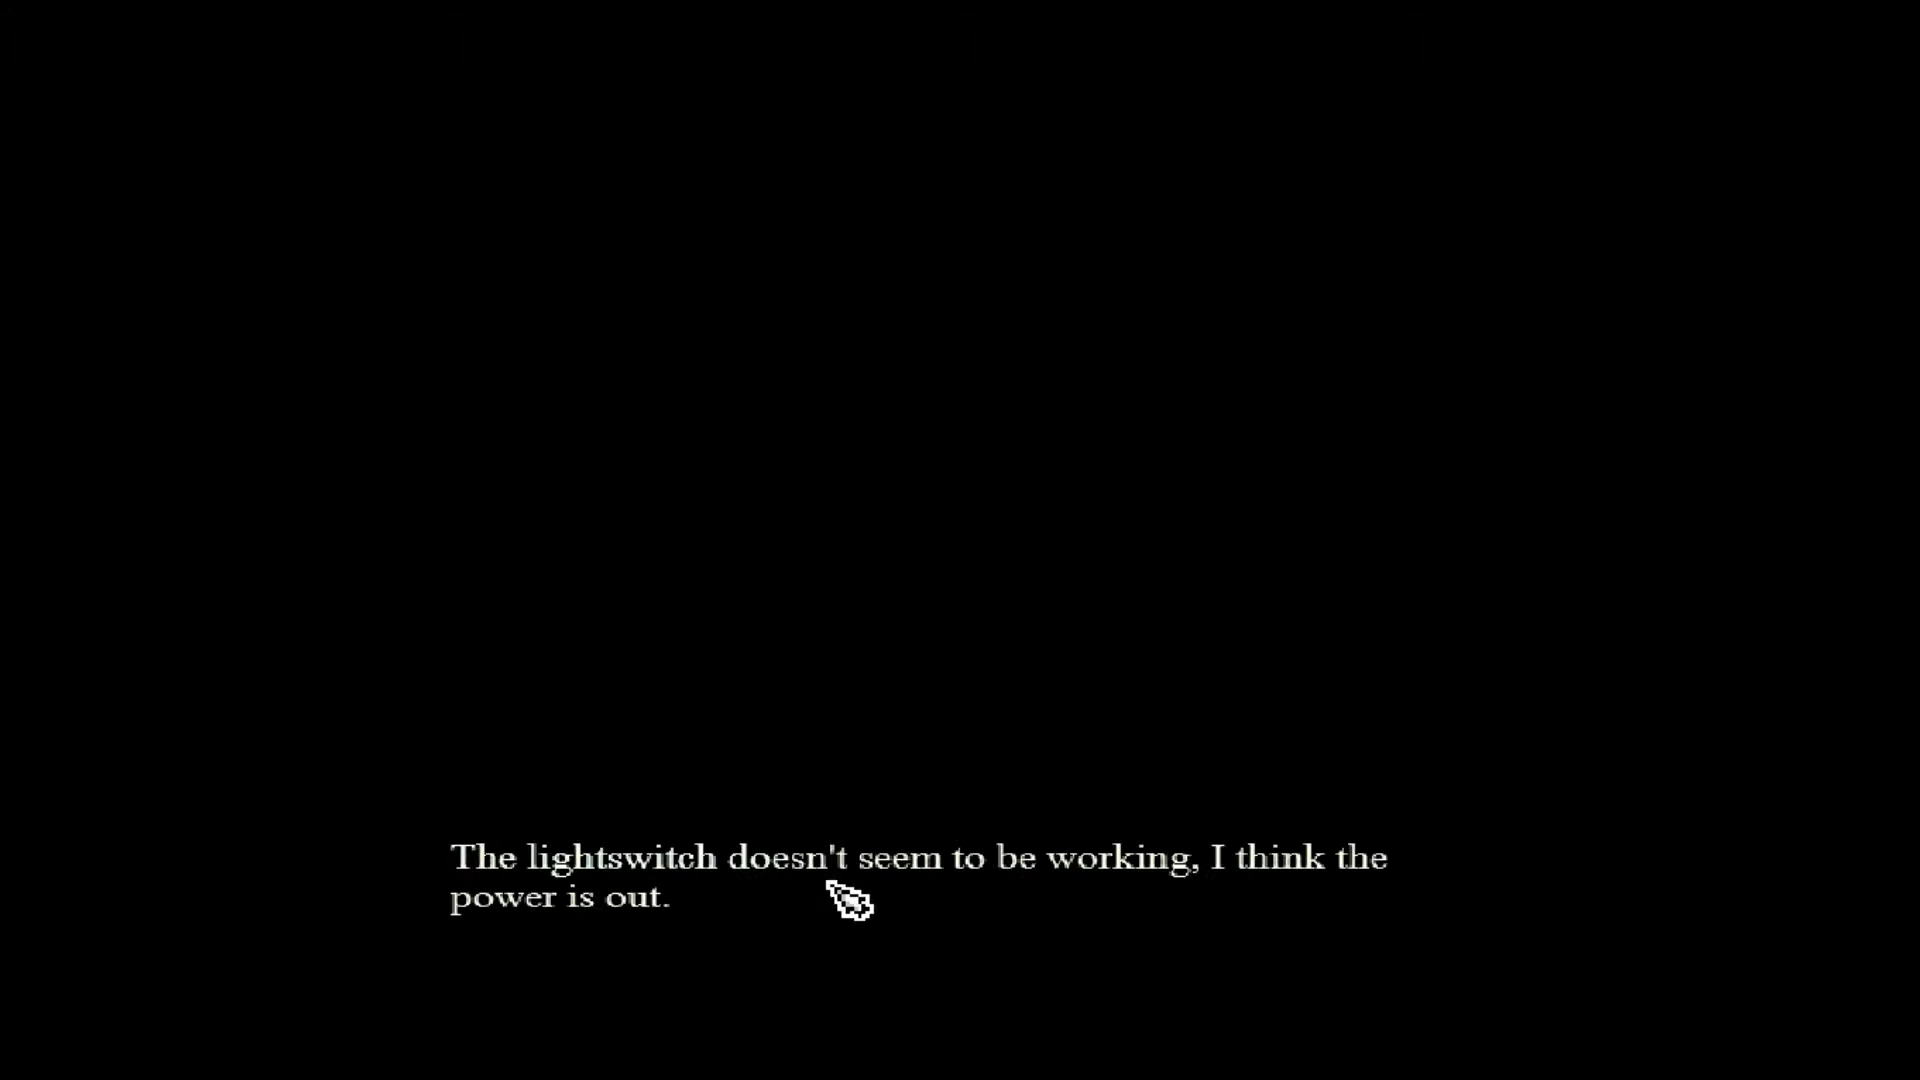 The lightswitch doesn't seem to be working, I think the
power is out.